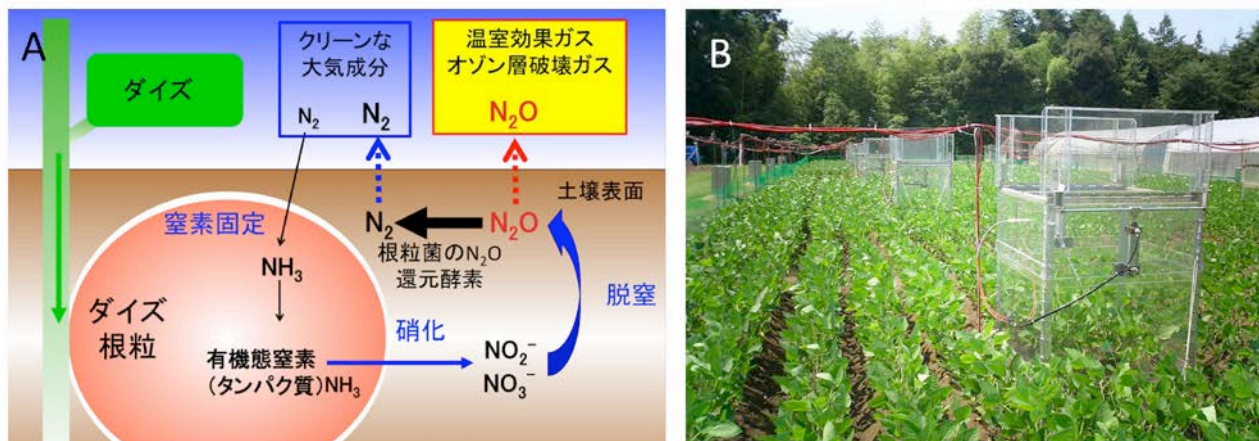 A
ダイズ
クリーンな
大気成分
N₂
N₂
温室効果ガス
オゾン層破壊ガス
N₂O
土壌表面
窒素固定
NH₃
N₂
N₂O
根粒菌のN₂O
還元酵素
脱窒
ダイズ
根粒
硝化
有機態窒素
(タンパク質)NH₃
NO₂⁻
NO₃⁻
B